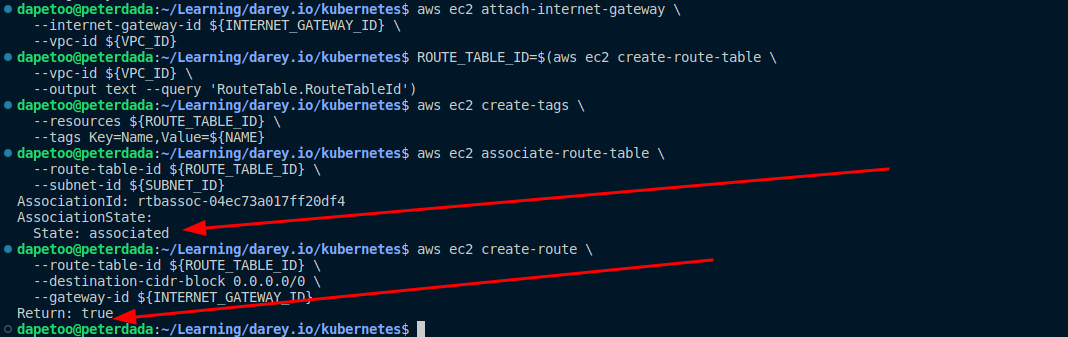 dapetoo@peterdada:~/Learning/darey.io/kubernetes$ aws ec2 attach-internet-gateway \
  --internet-gateway-id ${INTERNET_GATEWAY_ID} \
  --vpc-id ${VPC_ID}
dapetoo@peterdada:~/Learning/darey.io/kubernetes$ ROUTE_TABLE_ID=$(aws ec2 create-route-table \
  --vpc-id ${VPC_ID} \
  --output text --query 'RouteTable.RouteTableId')
dapetoo@peterdada:~/Learning/darey.io/kubernetes$ aws ec2 create-tags \
  --resources ${ROUTE_TABLE_ID} \
  --tags Key=Name,Value=${NAME}
dapetoo@peterdada:~/Learning/darey.io/kubernetes$ aws ec2 associate-route-table \
  --route-table-id ${ROUTE_TABLE_ID} \
  --subnet-id ${SUBNET_ID}
AssociationId: rtbassoc-04ec73a017ff20df4
AssociationState:
  State: associated
dapetoo@peterdada:~/Learning/darey.io/kubernetes$ aws ec2 create-route \
  --route-table-id ${ROUTE_TABLE_ID} \
  --destination-cidr-block 0.0.0.0/0 \
  --gateway-id ${INTERNET_GATEWAY_ID}
Return: true
dapetoo@peterdada:~/Learning/darey.io/kubernetes$